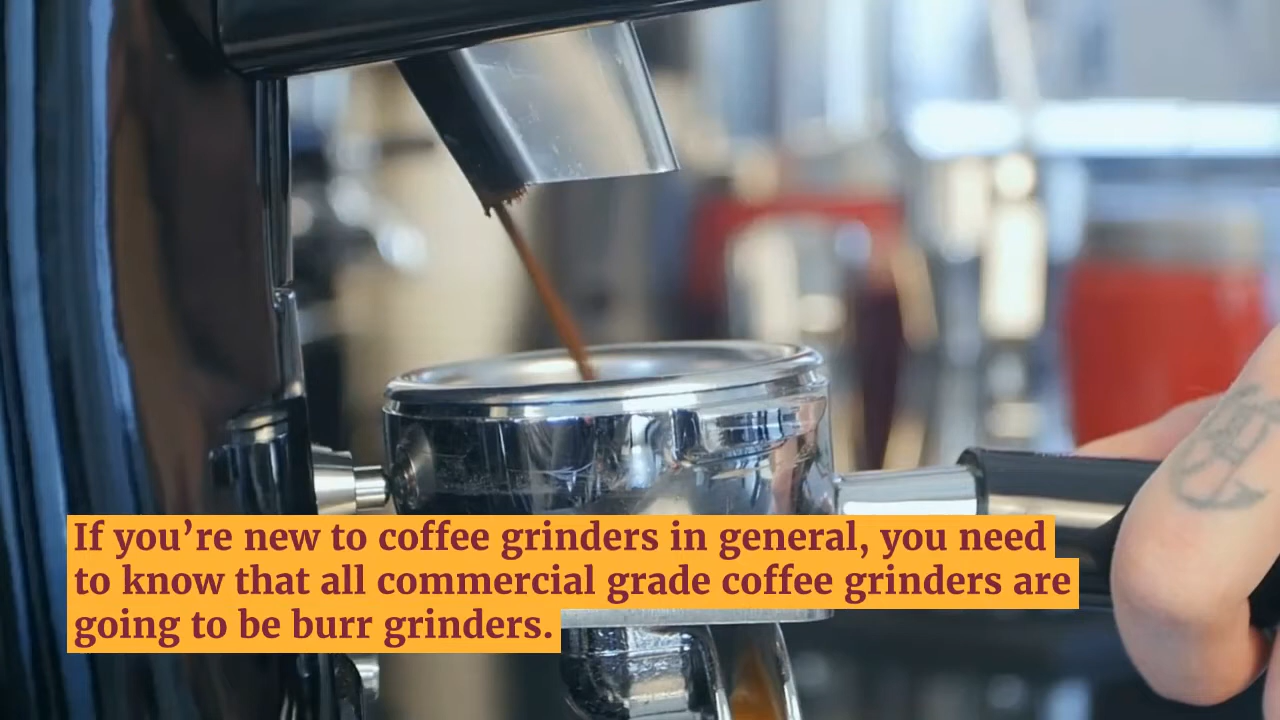 If you’re new to coffee grinders in general, you need
to know that all commercial grade coffee grinders are
going to be burr grinders.